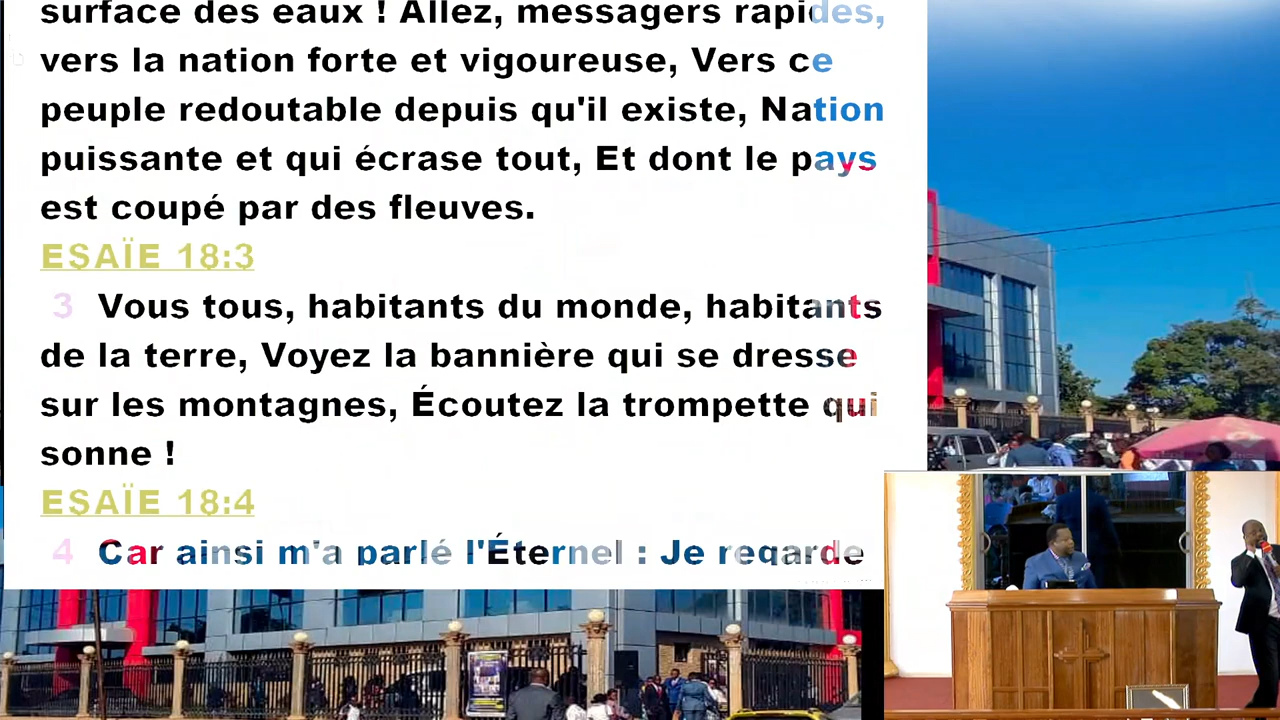 surface des eaux ! Allez, messagers rapides,
vers la nation forte et vigoureuse, Vers ce
peuple redoutable depuis qu'il existe, Nation
puissante et qui écrase tout, Et dont le pays
est coupé par des fleuves.
ESAÏE 18:3
3 Vous tous, habitants du monde, habitants
de la terre, Voyez la bannière qui se dresse
sur les montagnes, Écoutez la trompette qui
sonne !
ESAÏE 18:4
4 Car ainsi m'a parlé l'Éternel : Je regarde